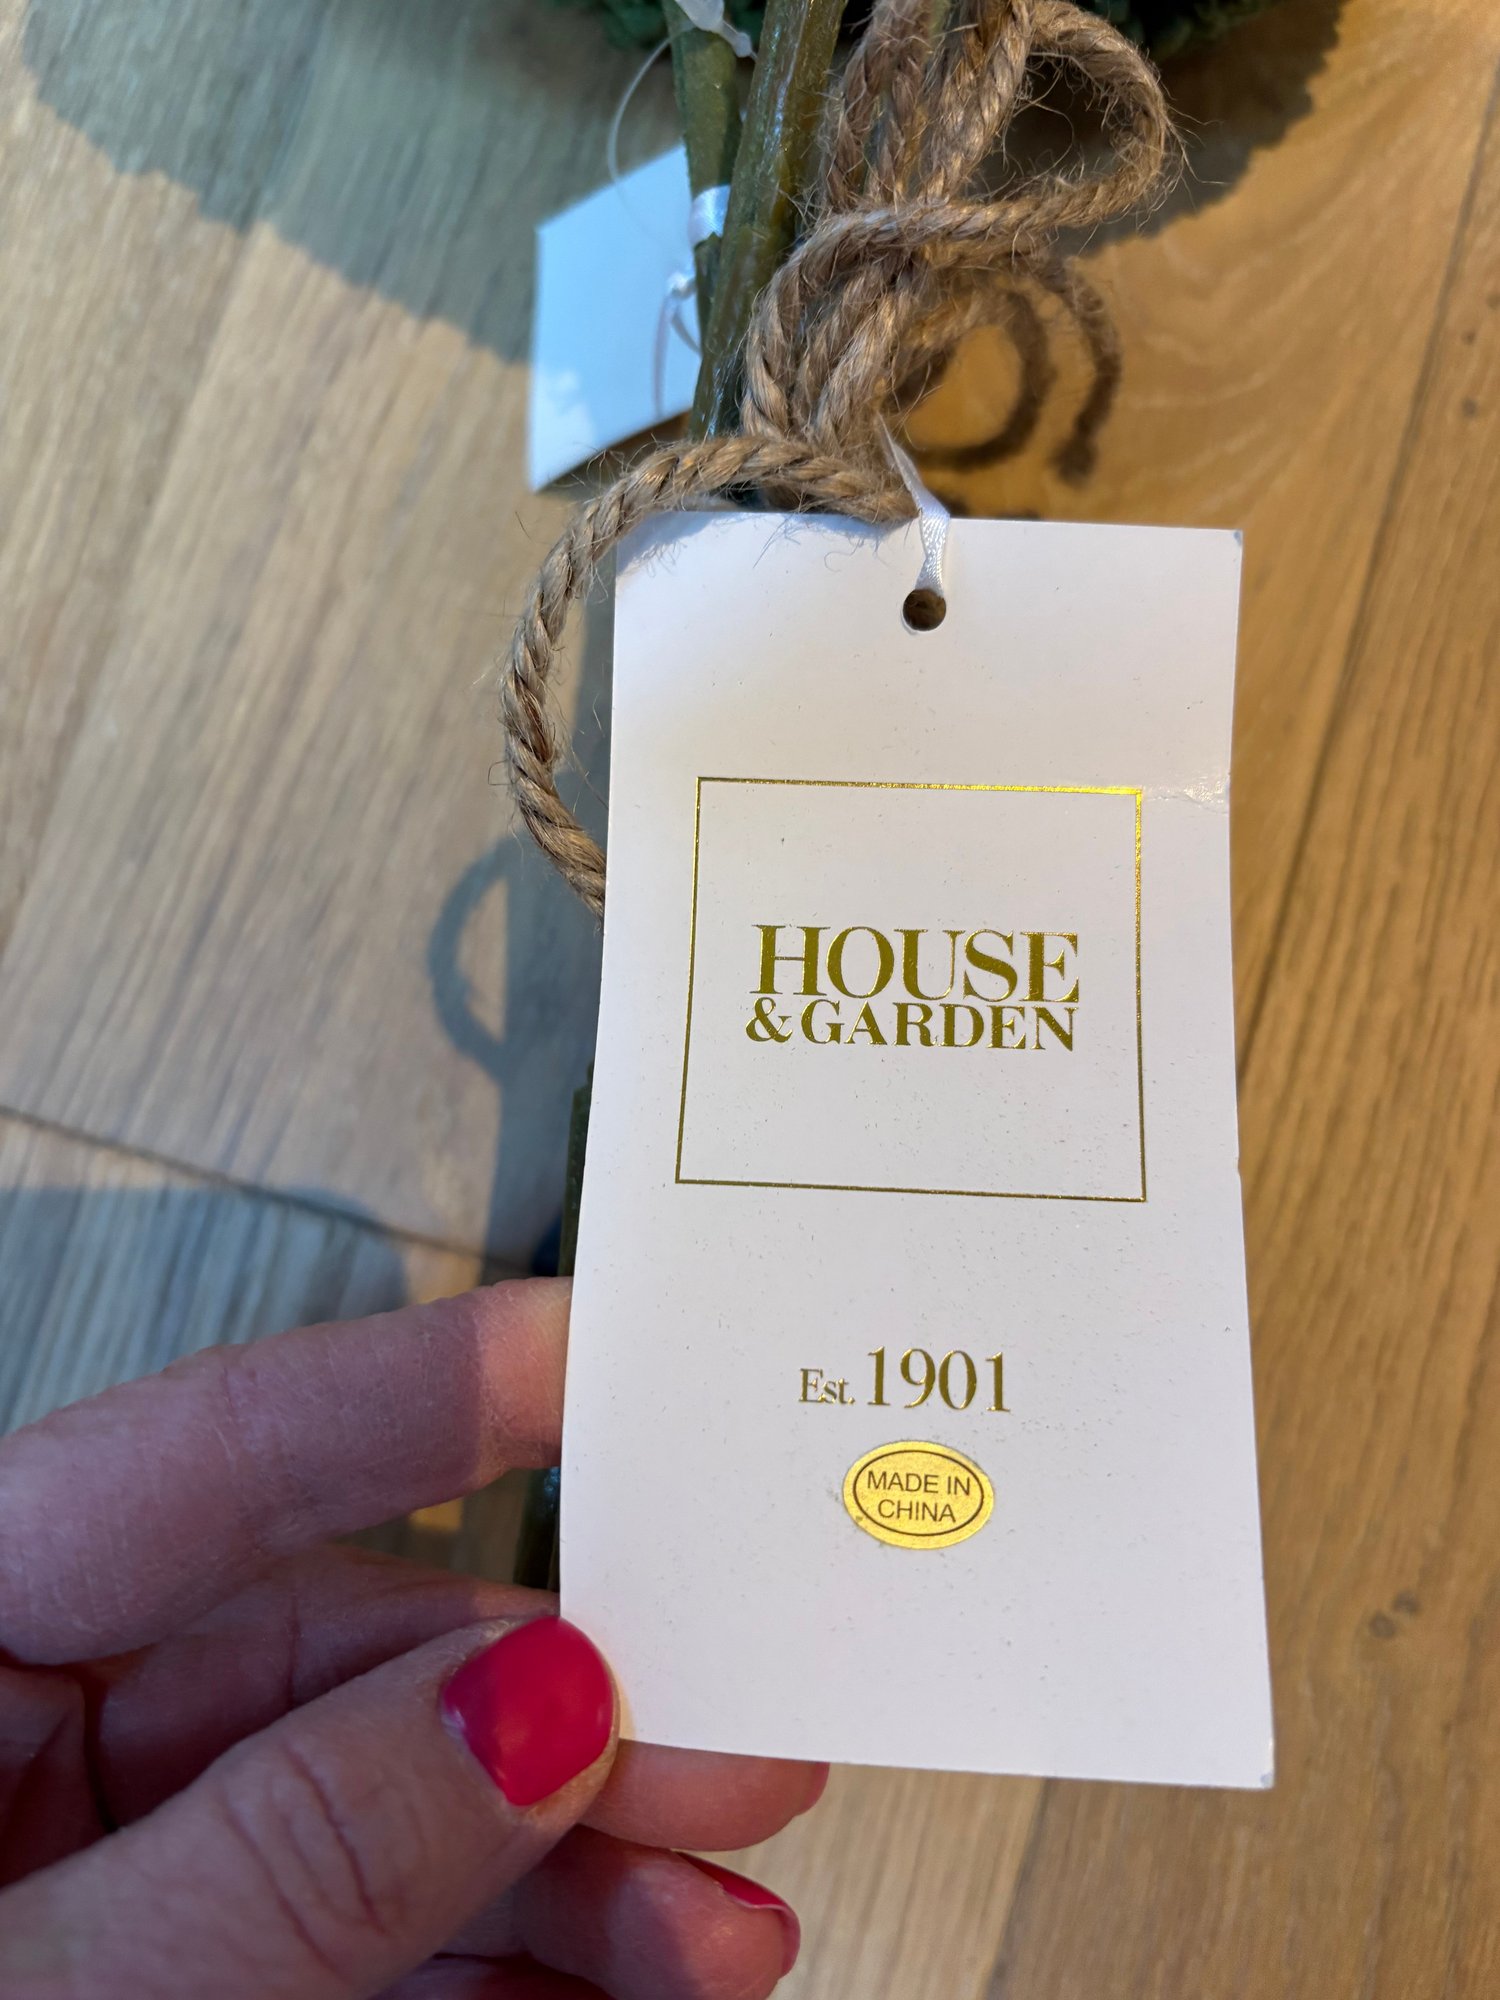 HOUSE
& GARDEN
Est. 1901
MADE IN
CHINA